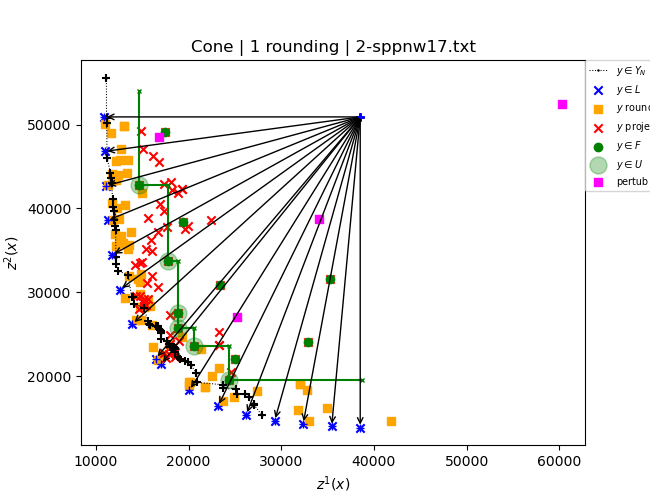 Cone | 1 rounding | 2-sppnw17.txt
z²(x)
50000
40000
30000
20000
10000 20000 30000 40000 50000 60000
z¹(x)
y ∈ Y_N
y ∈ L
y roun
y proje
y ∈ F
y ∈ U
pertub